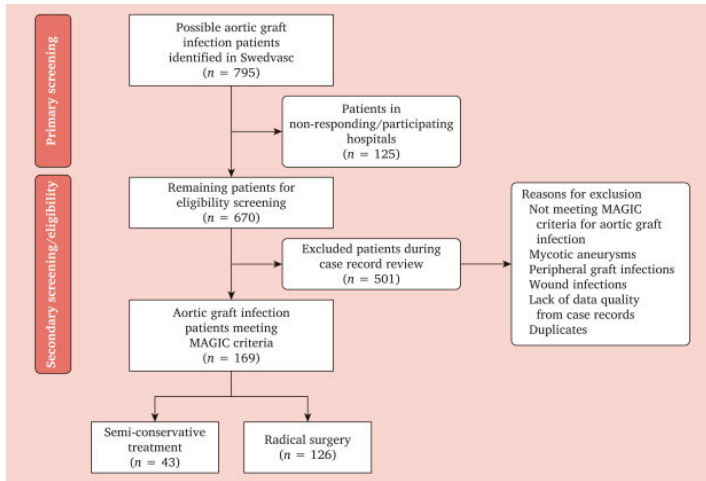 Primary screening
Possible aortic graft
infection patients
identified in Swedvasc
(n = 795)
Patients in
non-responding/participating
hospitals
(n = 125)
Secondary screening/eligibility
Remaining patients for
eligibility screening
(n = 670)
Excluded patients during
case record review
(n = 501)
Reasons for exclusion
Not meeting MAGIC
criteria for aortic graft
infection
Mycotic aneurysms
Peripheral graft infections
Wound infections
Lack of data quality
from case records
Duplicates
Aortic graft infection
patients meeting
MAGIC criteria
(n = 169)
Semi-conservative
treatment
(n = 43)
Radical surgery
(n = 126)